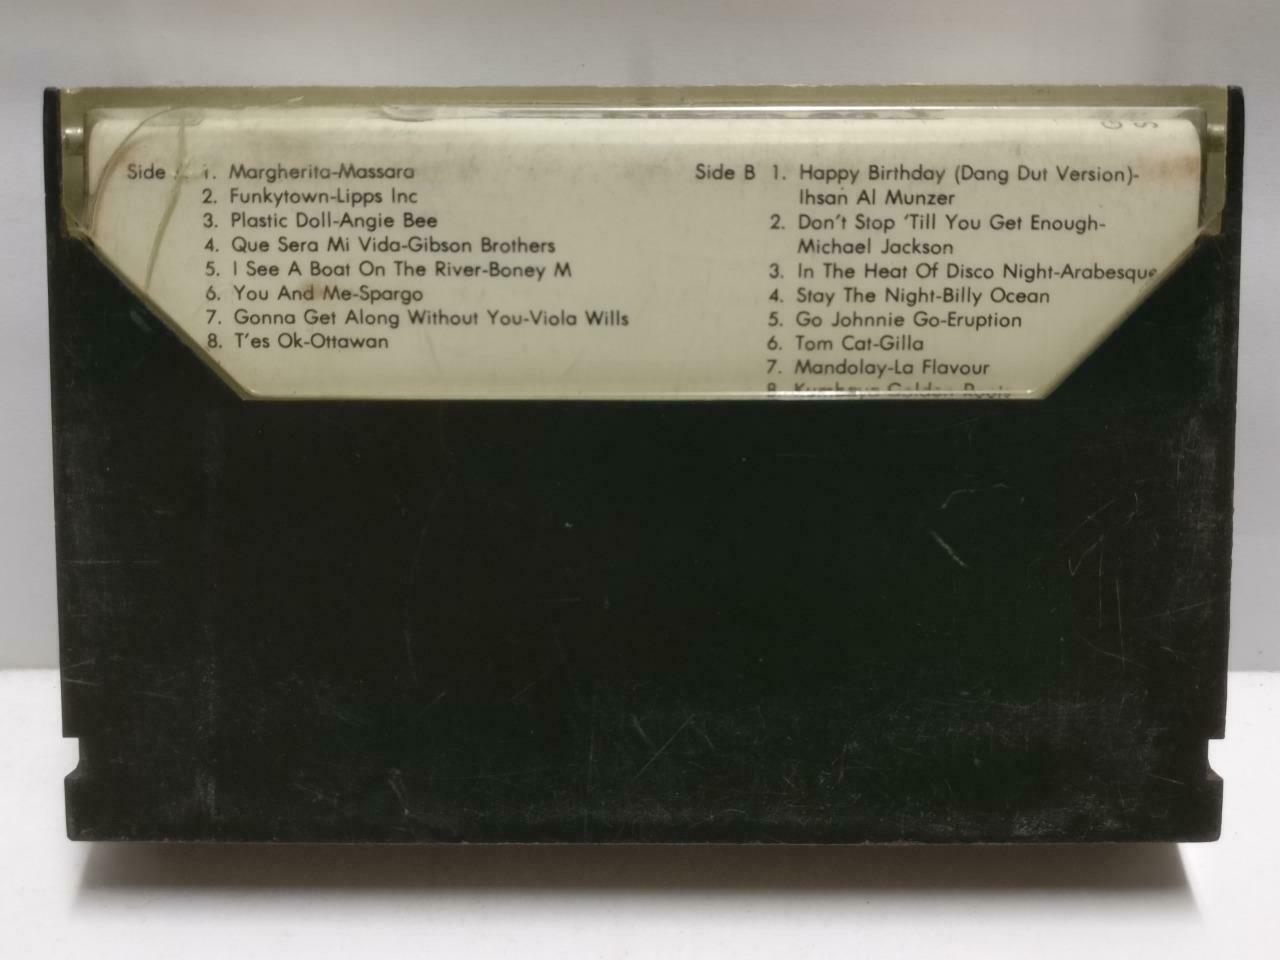 Side
1. Margherita-Massara
2. Funkytown-Lipps Inc
3. Plastic Doll-Angie Bee
4. Que Sera Mi Vida-Gibson Brothers
5. I See A Boat On The River-Boney M
6. You And Me-Spargo
7. Gonna Get Along Without You-Viola Wills
8. T'es Ok-Ottawan
Side B 1. Happy Birthday (Dang Dut Version)-
Ihsan Al Munzer
2. Don't Stop 'Till You Get Enough-
Michael Jackson
3. In The Heat Of Disco Night-Arabesque
4. Stay The Night-Billy Ocean
5. Go Johnnie Go-Eruption
6. Tom Cat-Gilla
7. Mandolay-La Flavour
8. Kumbaya-Golden